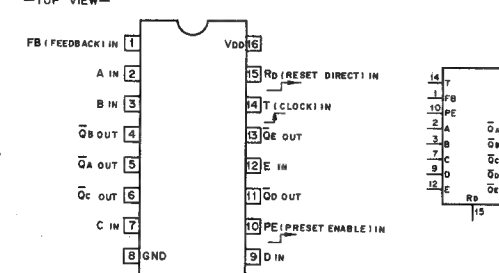 —TOP VIEW—
FB (FEEDBACK) IN 1
A IN 2
B IN 3
Q̅B OUT 4
Q̅A OUT 5
Q̅C OUT 6
C IN 7
8 GND
VDD 16
15 RD (RESET DIRECT) IN
14 T (CLOCK) IN
13 Q̅E OUT
12 E IN
11 Q̅D OUT
10 PE (PRESET ENABLE) IN
9 D IN
14 T
1 FB
10 PE
2 A Q̅A
3 B Q̅B
7 C Q̅C
9 D Q̅D
12 E Q̅E
RD
15